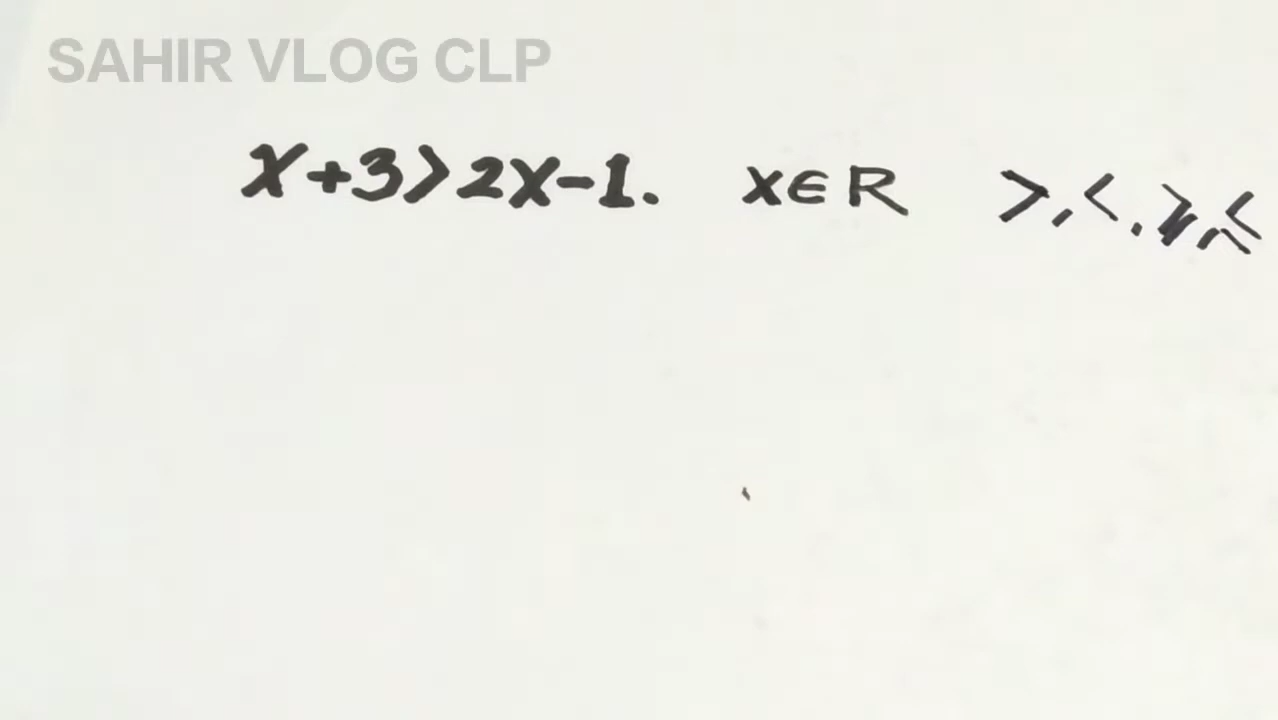 SAHIR VLOG CLP
x+3>2x-1. x∈R >,<,≥,≤